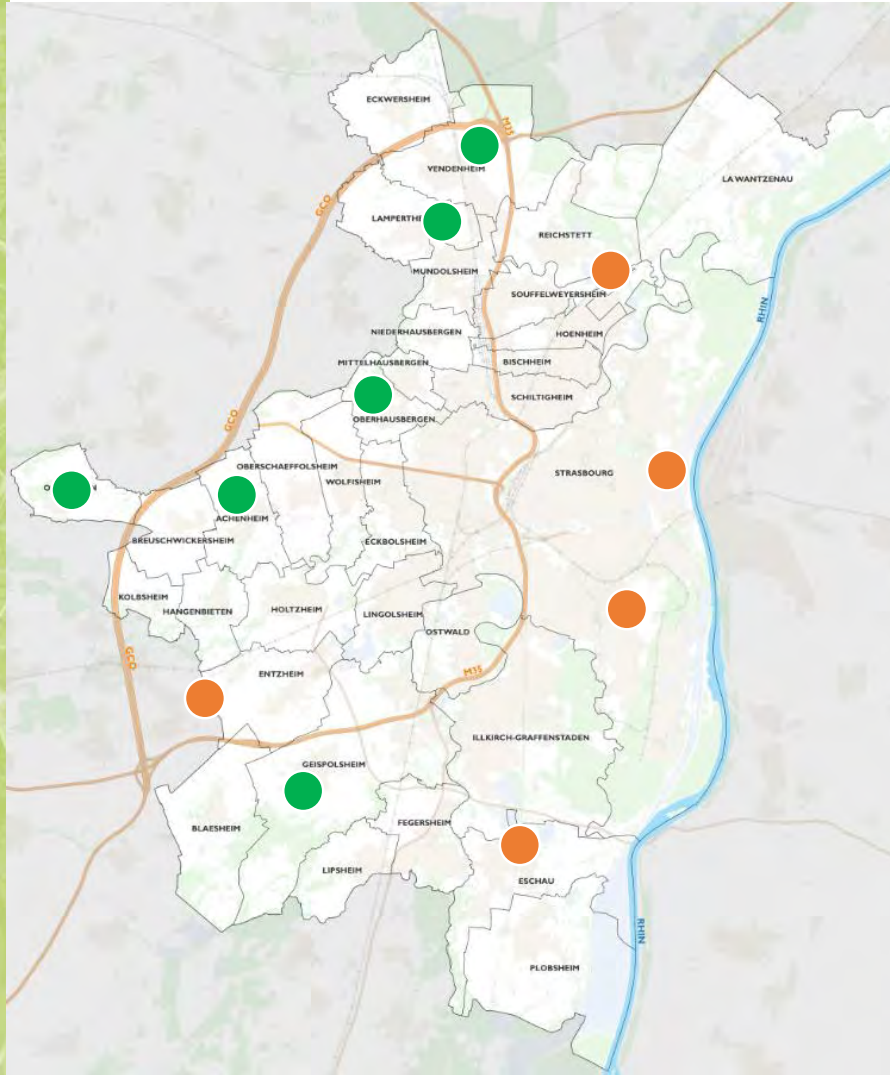 ECKWERSHEIM
M35
VENDENHEIM
LA WANTZENAU
GCO
LAMPERTHE
REICHSTETT
MUNDOLSHEIM
SOUFFELWEYERSHEIM
RHIN
NIEDERHAUSBERGEN
HOENHEIM
MITTELHAUSBERGEN
BISCHHEIM
SCHILTIGHEIM
GCO
OBERHAUSBERGEN
OBERSCHAEFFOLSHEIM
STRASBOURG
WOLFISHEIM
O
N
ACHENHEIM
BREUSCHWICKERSHEIM
ECKBOLSHEIM
KOLBSHEIM
HANGENBIETEN
HOLTZHEIM
LINGOLSHEIM
OSTWALD
GCO
ENTZHEIM
M35
ILLKIRCH-GRAFFENSTADEN
GEISPOLSHEIM
BLAESHEIM
FEGERSHEIM
LIPSHEIM
ESCHAU
RHIN
PLOBSHEIM